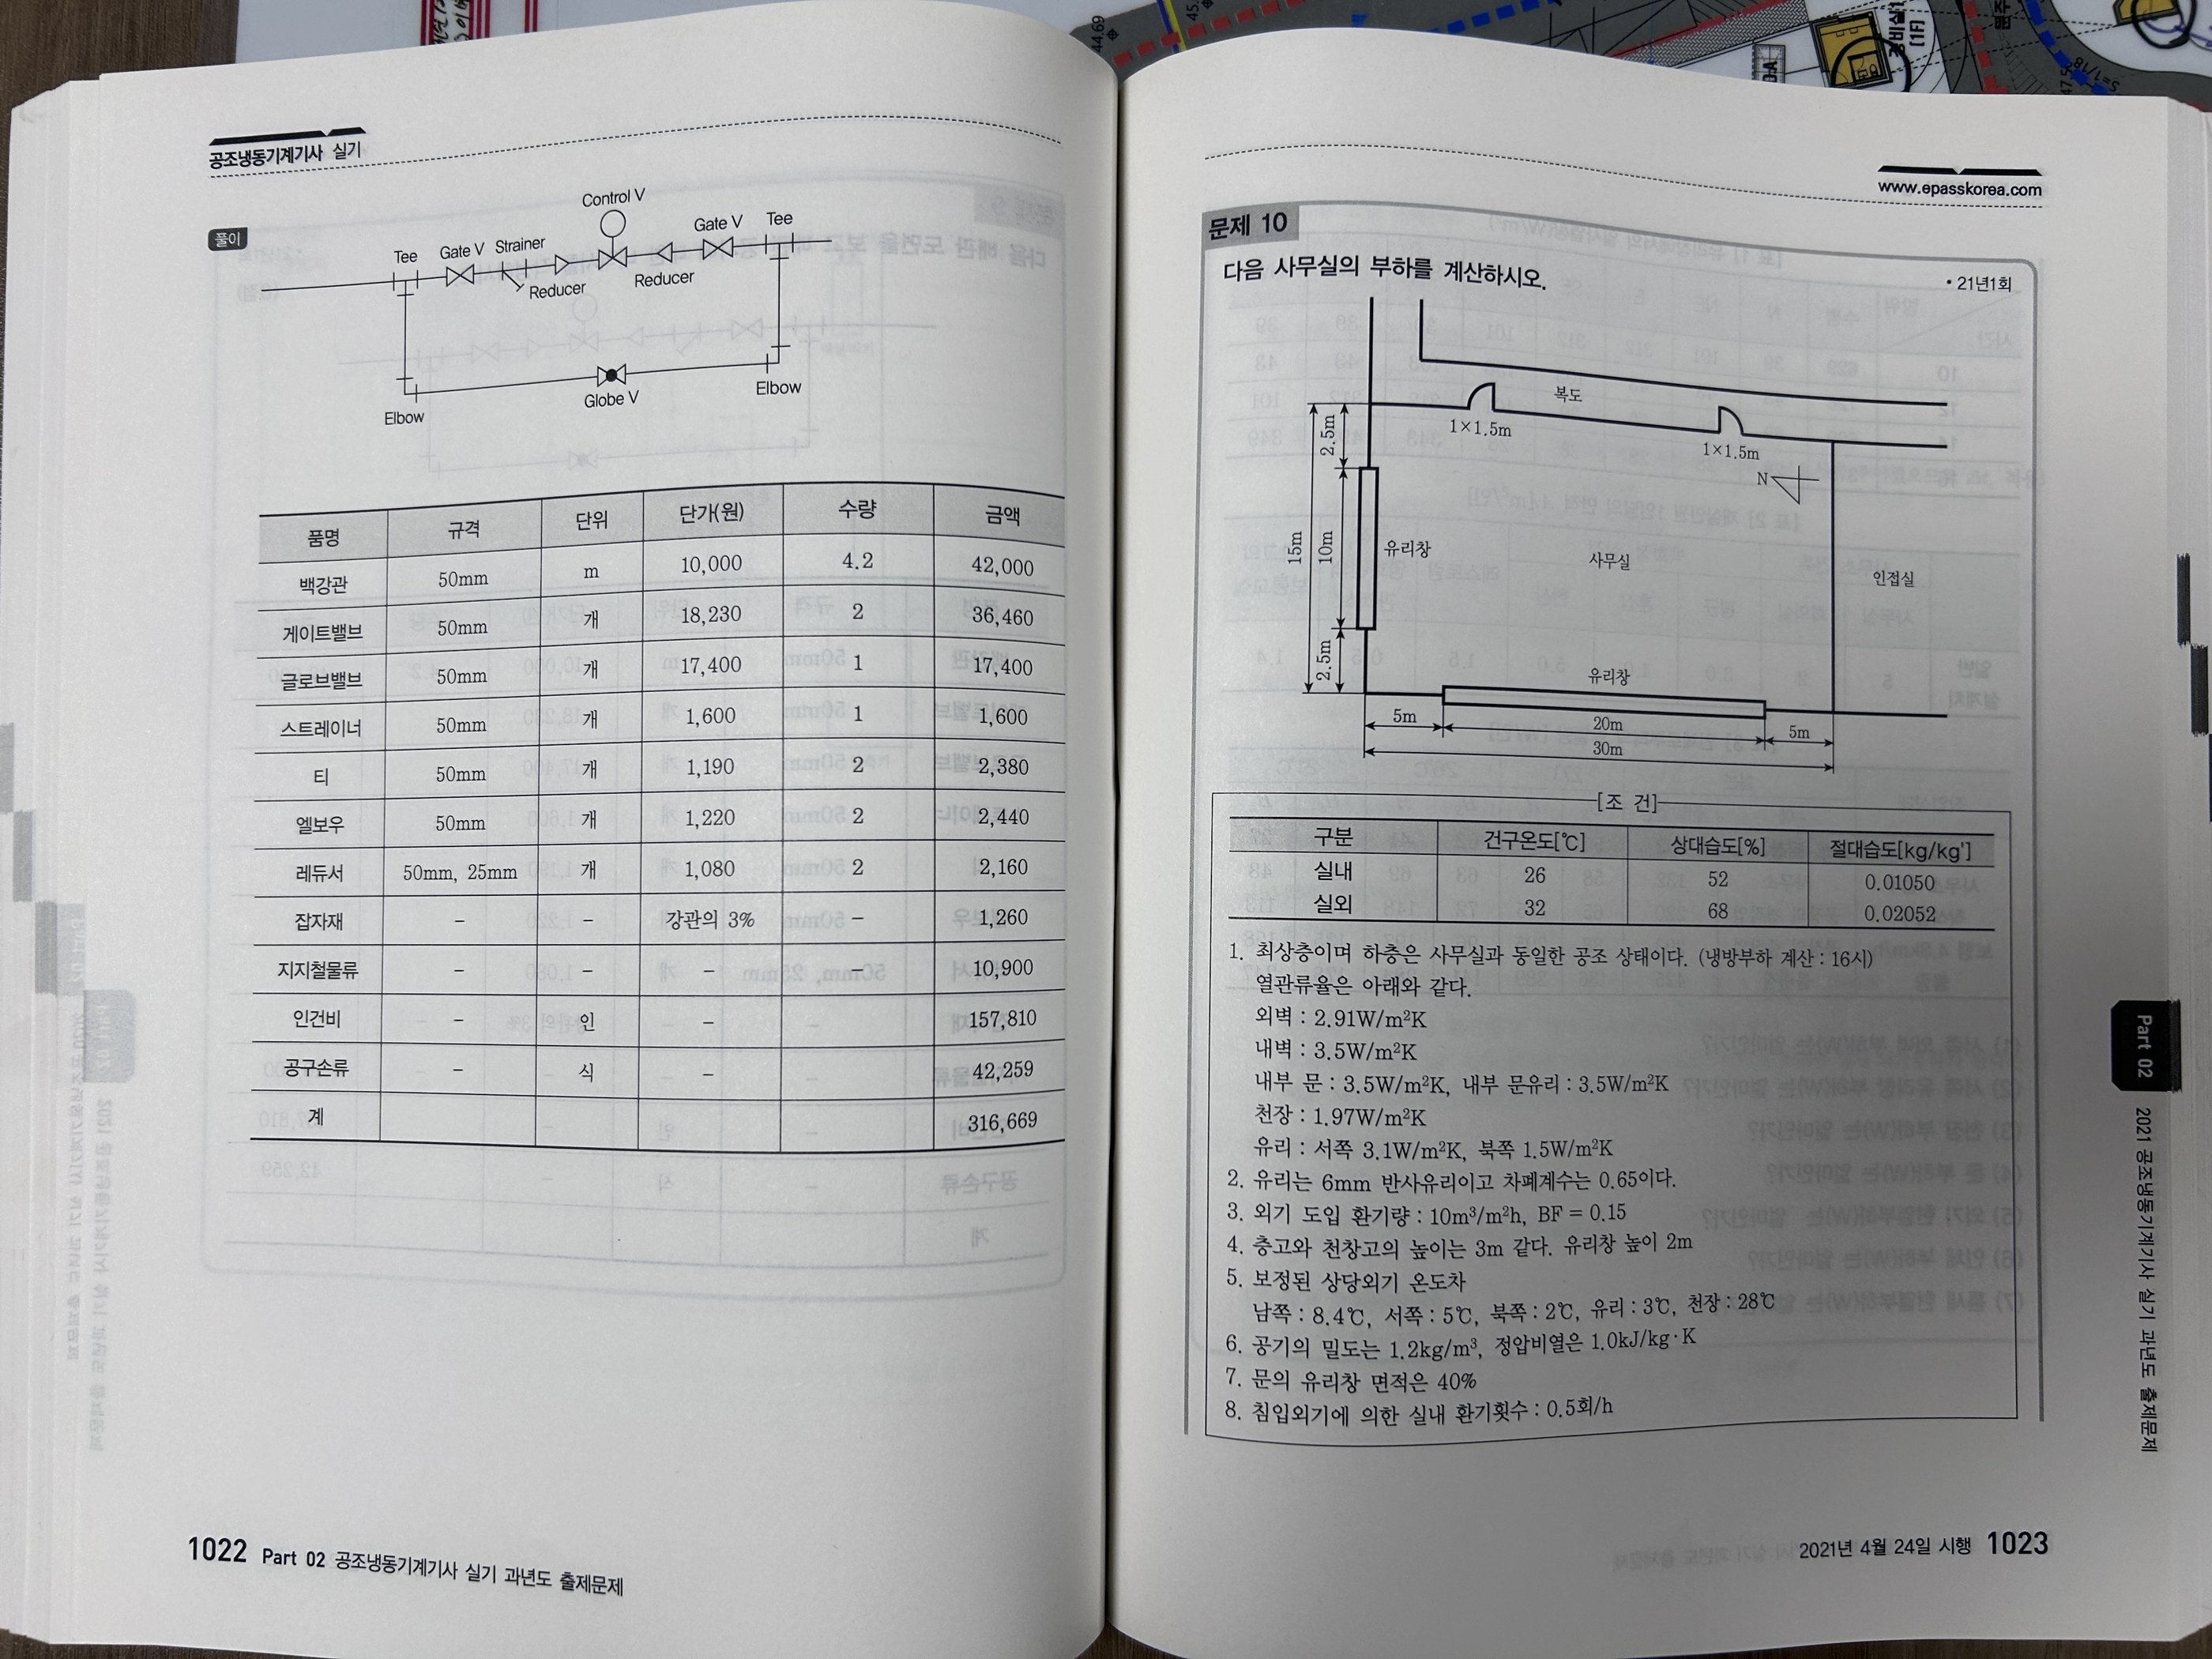 공조냉동기계기사 실기
풀이
Control V
Tee
Gate V
Strainer
Reducer
Reducer
Gate V
Tee
Elbow
Globe V
Elbow
품명 규격 단위 단가(원) 수량 금액
백강관 50mm m 10,000 4.2 42,000
게이트밸브 50mm 개 18,230 2 36,460
글로브밸브 50mm 개 17,400 1 17,400
스트레이너 50mm 개 1,600 1 1,600
티 50mm 개 1,190 2 2,380
엘보우 50mm 개 1,220 2 2,440
레듀서 50mm, 25mm 개 1,080 2 2,160
잡자재 - - 강관의 3% - 1,260
지지철물류 - - - - 10,900
인건비 - 인 - 157,810
공구손류 - 식 - 42,259
계 316,669
1022 Part 02 공조냉동기계기사 실기 과년도 출제문제
www.epasskorea.com
문제 10
다음 사무실의 부하를 계산하시오.
• 21년1회
복도
1×1.5m
1×1.5m
N
2.5m
15m
10m
2.5m
유리창
사무실
인접실
유리창
5m
20m
5m
30m
[조 건]
구분 건구온도[℃] 상대습도[%] 절대습도[kg/kg']
실내 26 52 0.01050
실외 32 68 0.02052
1. 최상층이며 하층은 사무실과 동일한 공조 상태이다. (냉방부하 계산 : 16시)
열관류율은 아래와 같다.
외벽 : 2.91W/m²K
내벽 : 3.5W/m²K
내부 문 : 3.5W/m²K, 내부 문유리 : 3.5W/m²K
천장 : 1.97W/m²K
유리 : 서쪽 3.1W/m²K, 북쪽 1.5W/m²K
2. 유리는 6mm 반사유리이고 차폐계수는 0.65이다.
3. 외기 도입 환기량 : 10m³/m²h, BF = 0.15
4. 층고와 천창고의 높이는 3m 같다. 유리창 높이 2m
5. 보정된 상당외기 온도차
남쪽 : 8.4℃, 서쪽 : 5℃, 북쪽 : 2℃, 유리 : 3℃, 천장 : 28℃
6. 공기의 밀도는 1.2kg/m³, 정압비열은 1.0kJ/kg·K
7. 문의 유리창 면적은 40%
8. 침입외기에 의한 실내 환기횟수 : 0.5회/h
Part 02
2021 공조냉동기계기사 실기 과년도 출제문제
2021년 4월 24일 시행 1023
44.69
45.
경비실1
[1F]
S=1/18